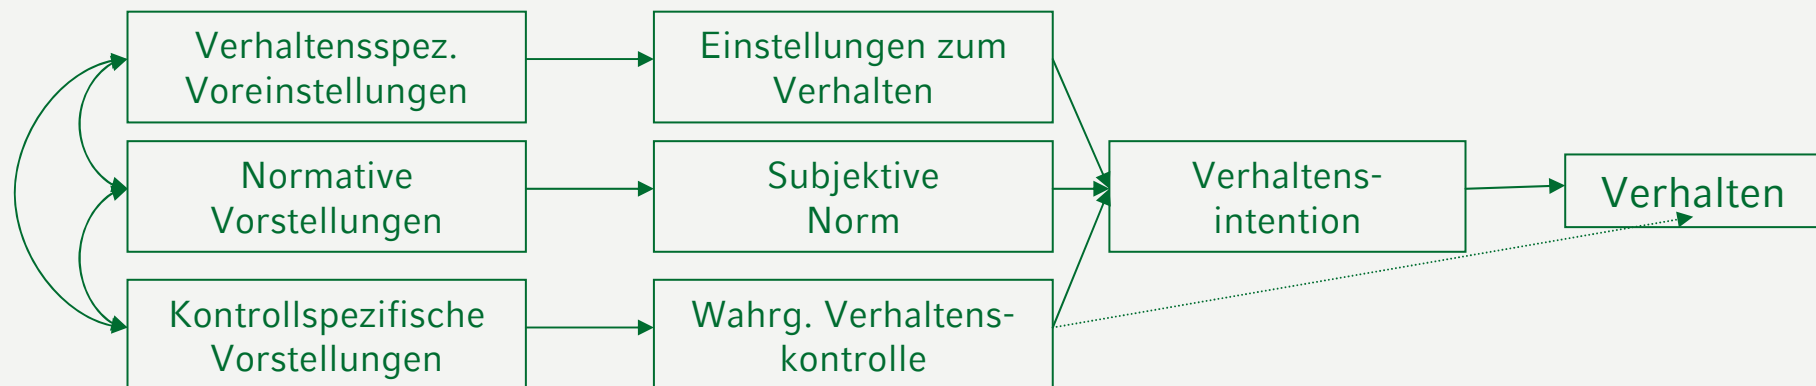 Verhaltensspez.
Voreinstellungen
Einstellungen zum
Verhalten
Normative
Vorstellungen
Subjektive
Norm
Verhaltens-
intention
Verhalten
Kontrollspezifische
Vorstellungen
Wahrg. Verhaltens-
kontrolle